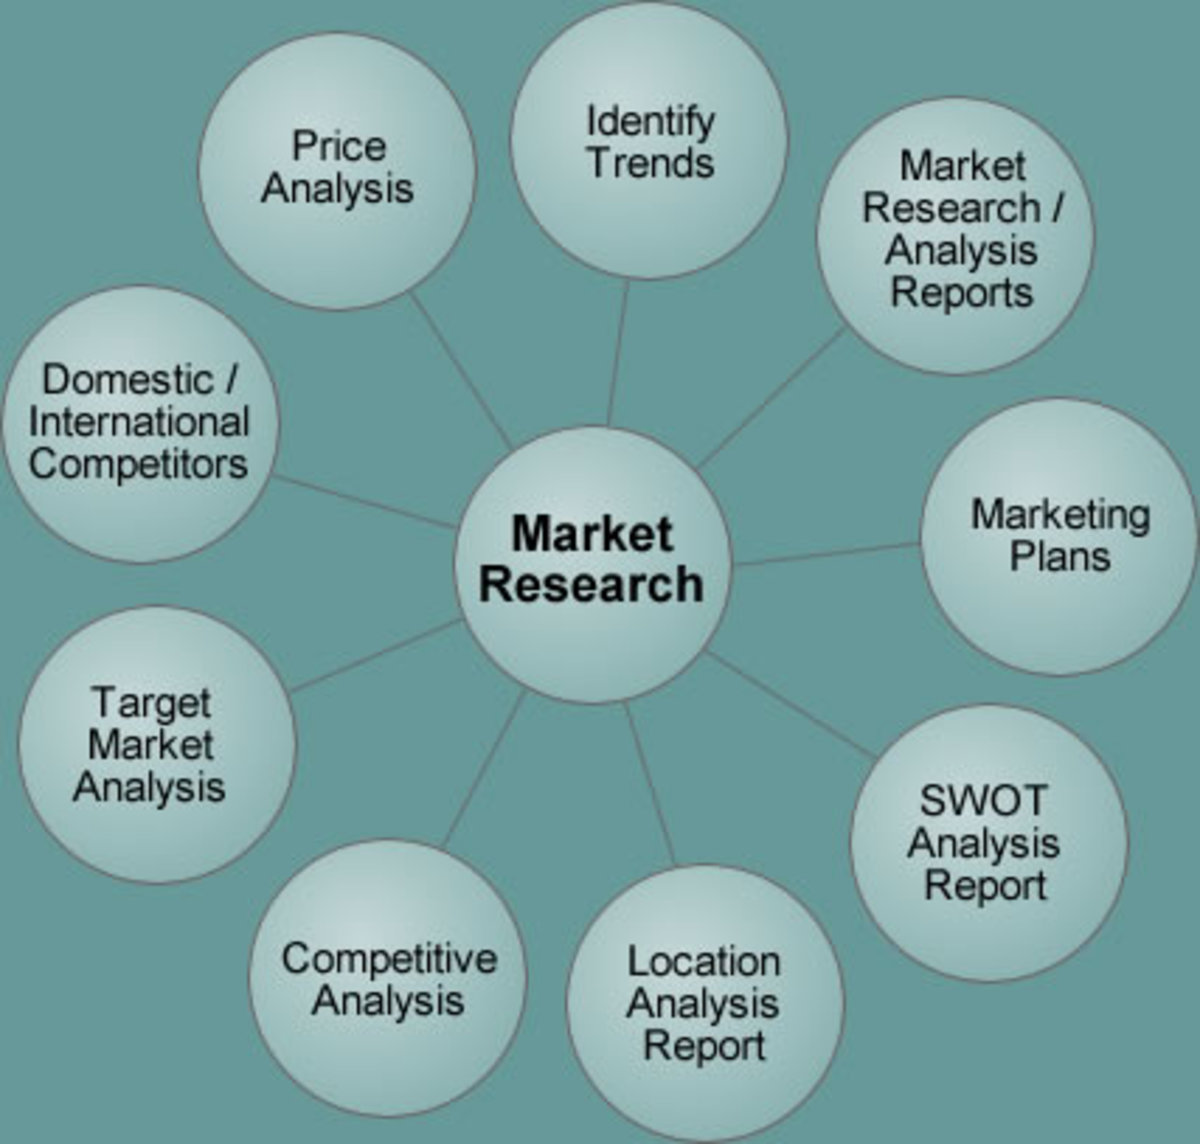 Identify
Trends
Price
Analysis
Market
Research /
Analysis
Reports
Domestic /
International
Competitors
Marketing
Plans
Market
Research
Target
Market
Analysis
SWOT
Analysis
Report
Competitive
Analysis
Location
Analysis
Report